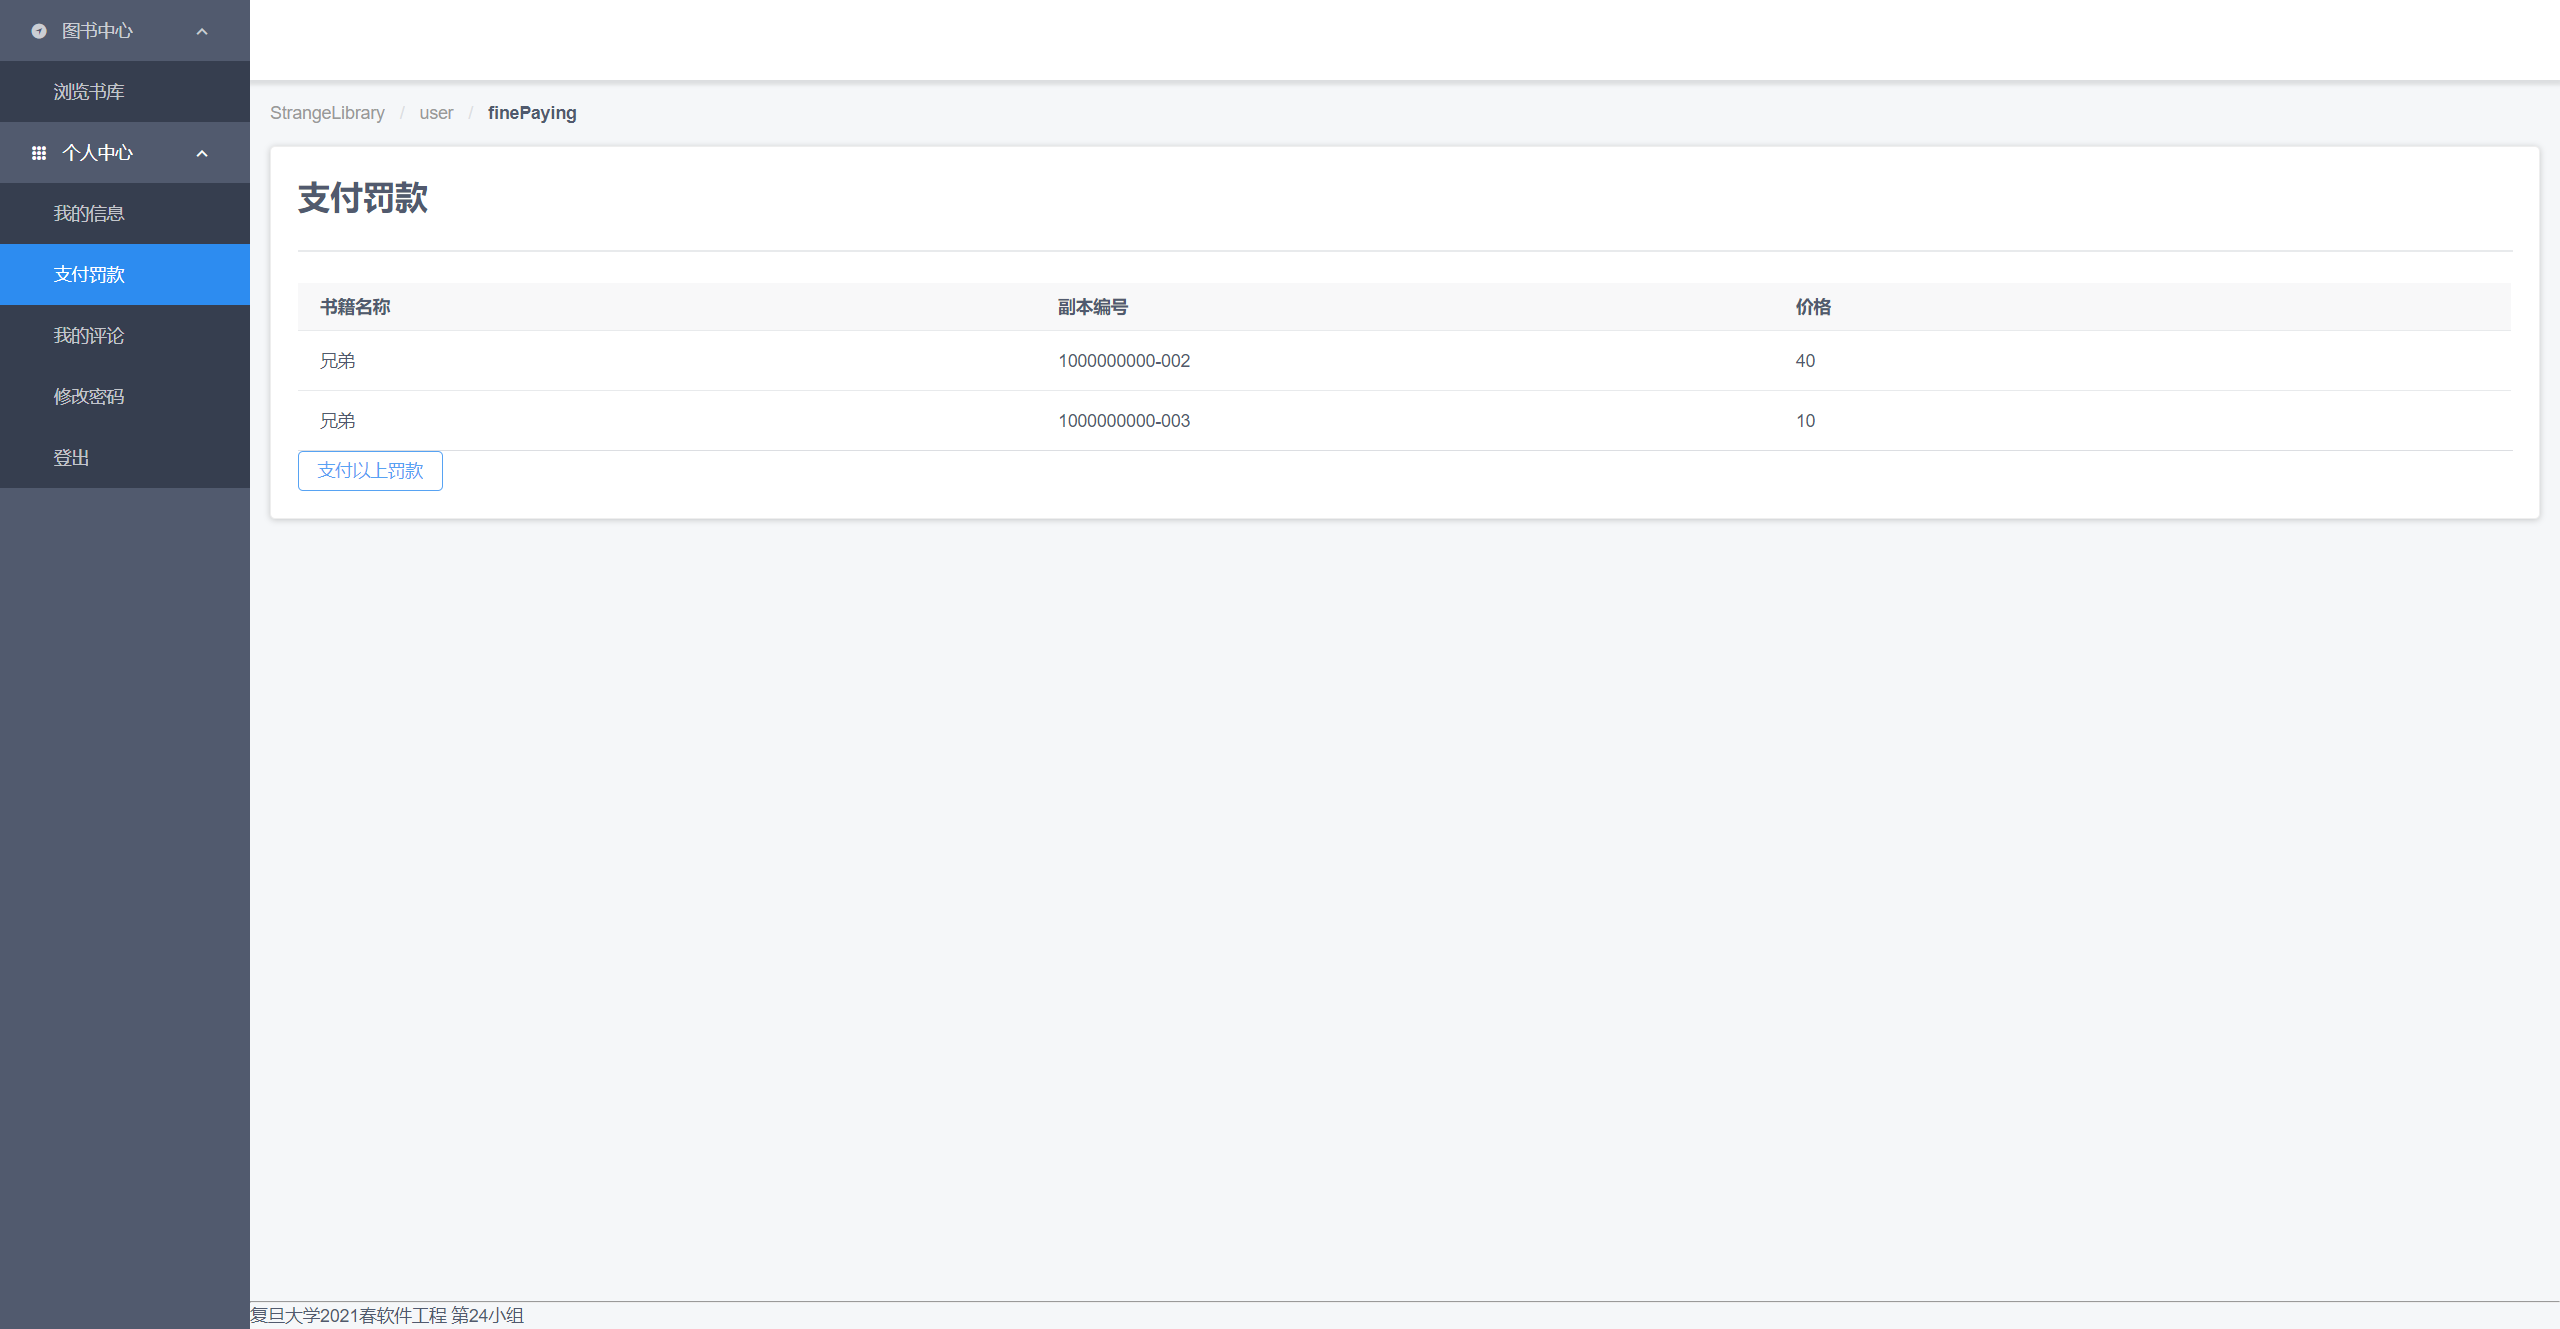 图书中心
浏览书库
个人中心
我的信息
支付罚款
我的评论
修改密码
登出
StrangeLibrary / user / finePaying
支付罚款
书籍名称 副本编号 价格
兄弟 1000000000-002 40
兄弟 1000000000-003 10
支付以上罚款
复旦大学2021春软件工程 第24小组